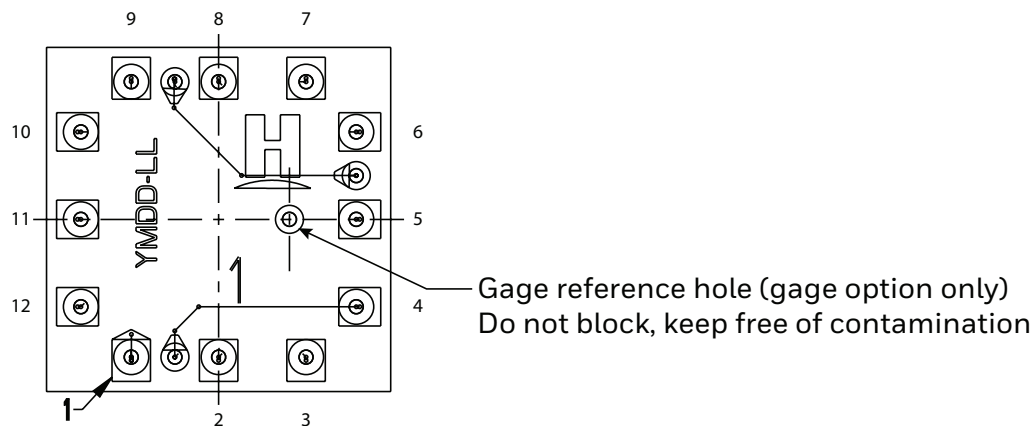 9 8 7
10 6
YMDD-LL
H
11 5
1
12 4
Gage reference hole (gage option only)
Do not block, keep free of contamination
1
2 3